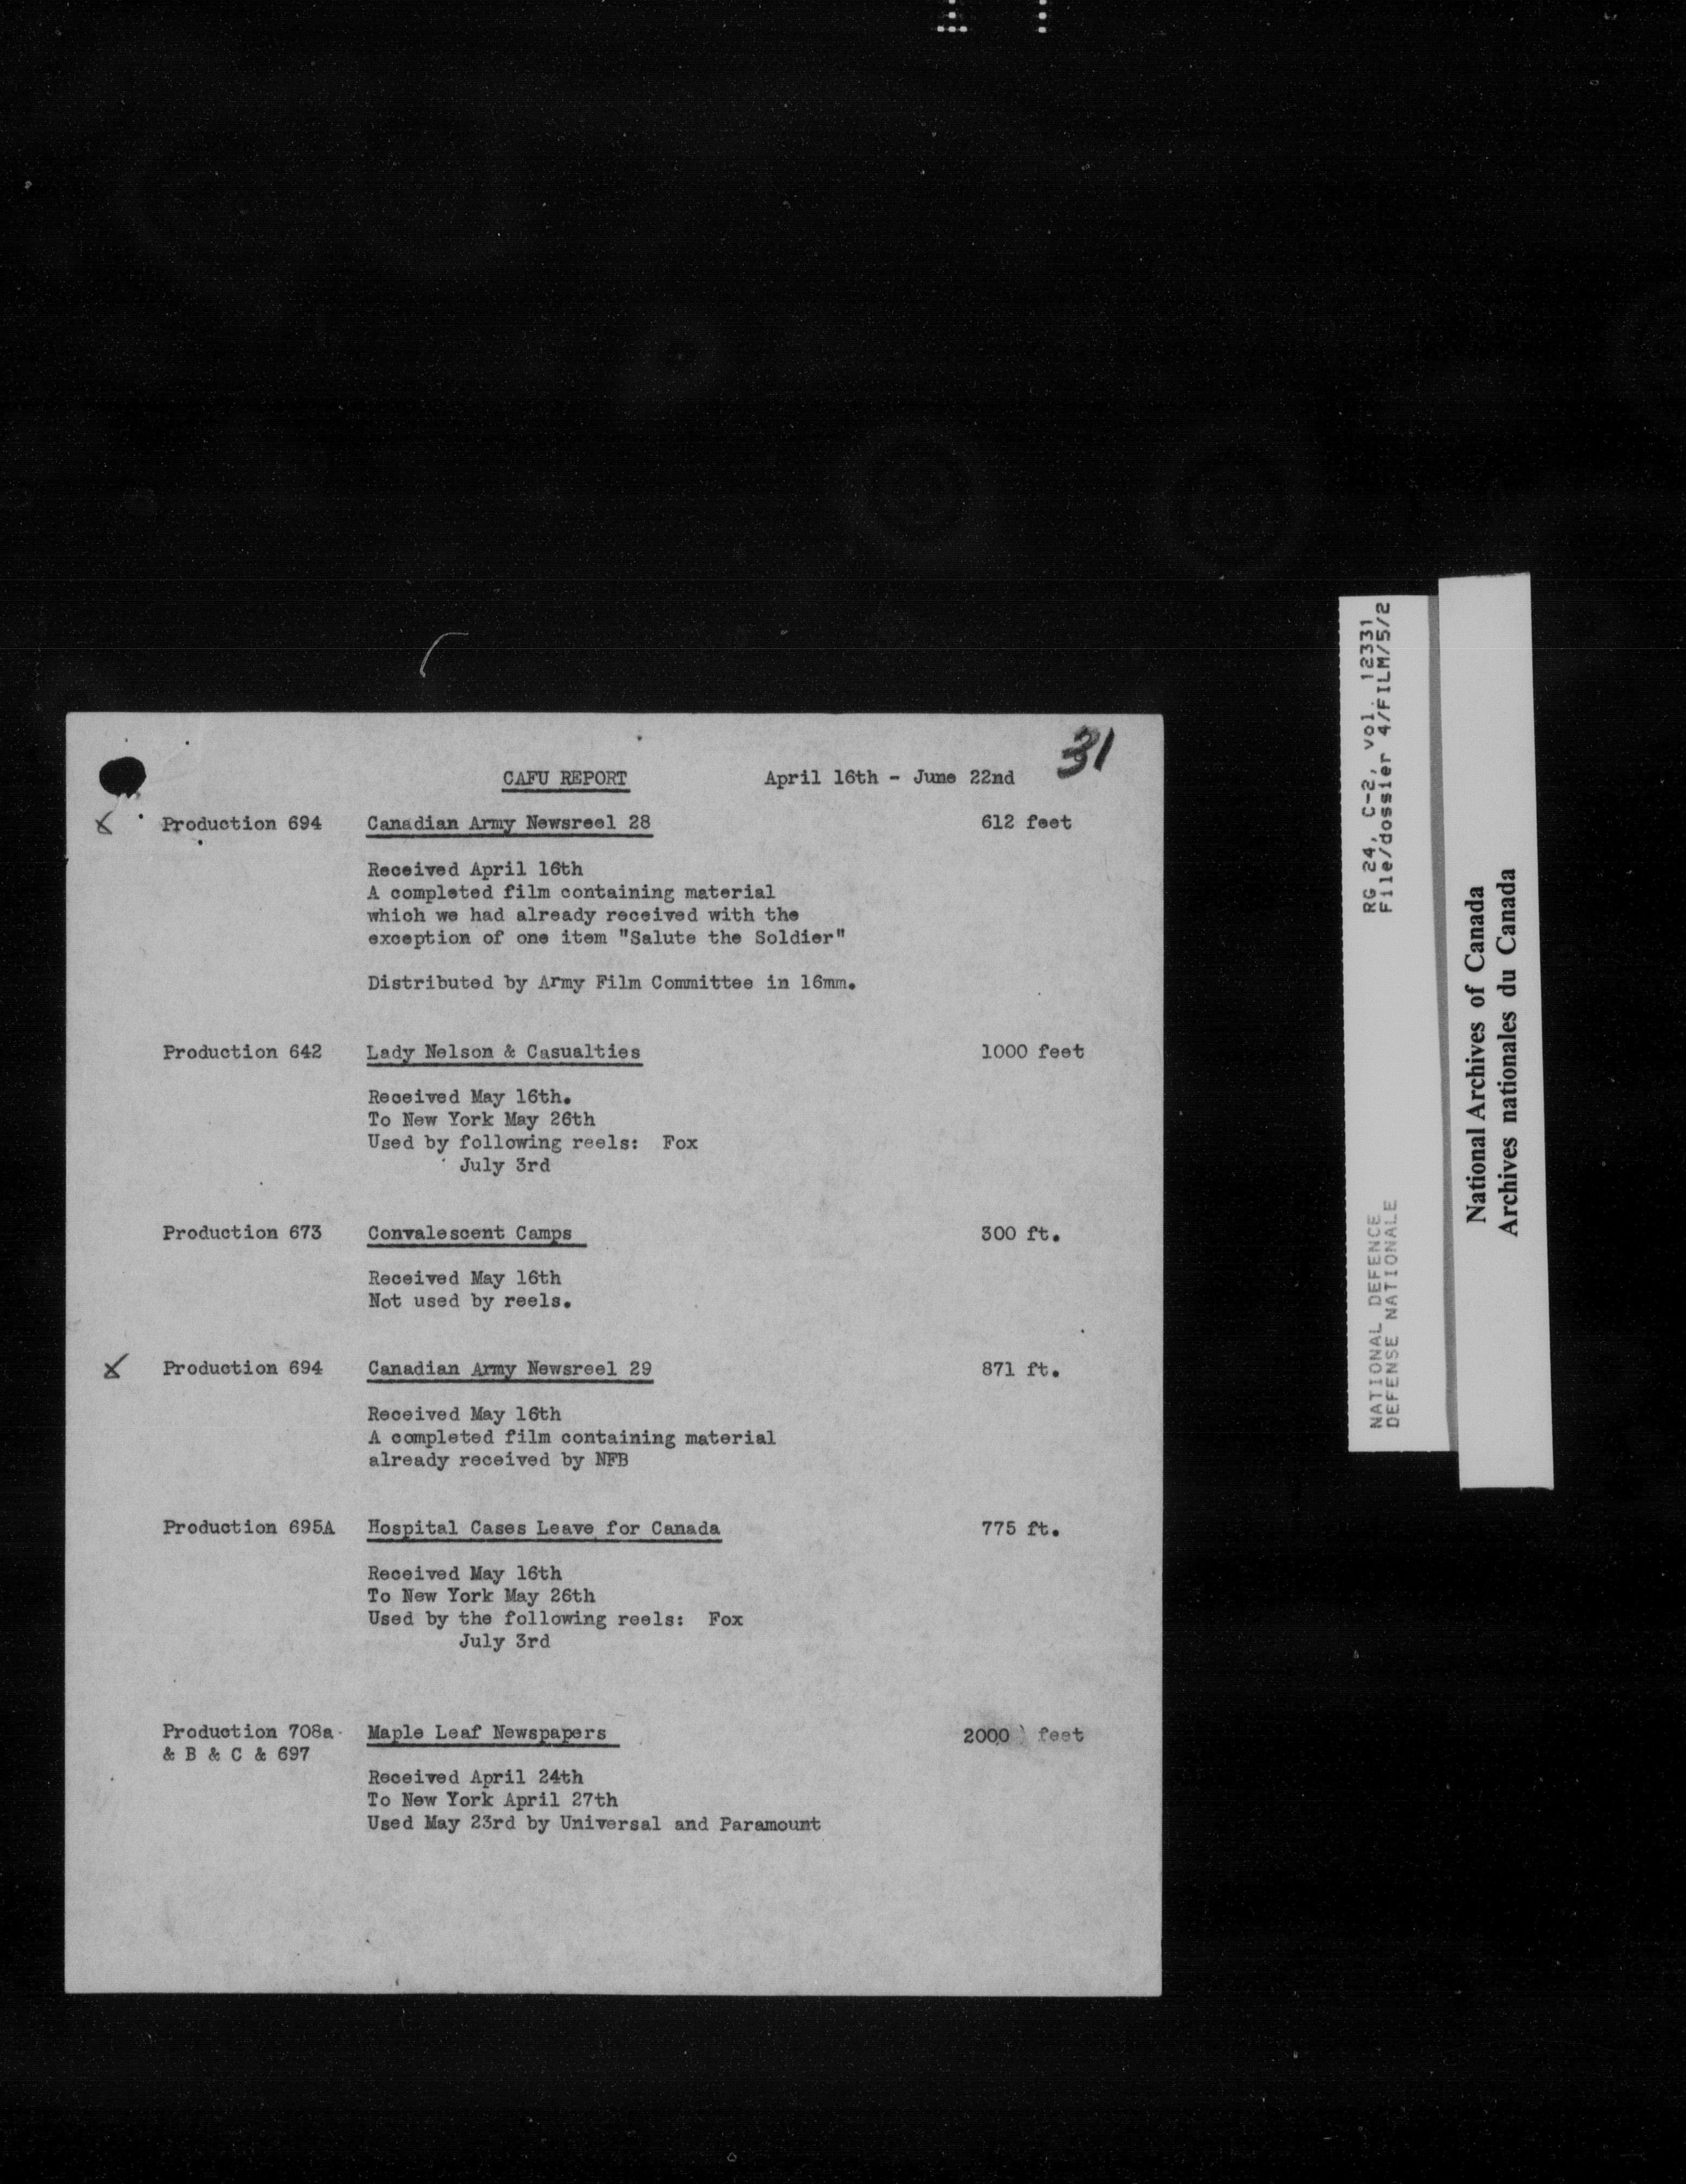 31
CAFU REPORT April 16th - June 22nd
x Production 694 Canadian Army Newsreel 28 612 feet
Received April 16th
A completed film containing material
which we had already received with the
exception of one item "Salute the Soldier"
Distributed by Army Film Committee in 16mm.
Production 642 Lady Nelson & Casualties 1000 feet
Received May 16th.
To New York May 26th
Used by following reels: Fox
July 3rd
Production 673 Convalescent Camps 300 ft.
Received May 16th
Not used by reels.
x Production 694 Canadian Army Newsreel 29 871 ft.
Received May 16th
A completed film containing material
already received by NFB
Production 695A Hospital Cases Leave for Canada 775 ft.
Received May 16th
To New York May 26th
Used by the following reels: Fox
July 3rd
Production 708a Maple Leaf Newspapers 2000 feet
& B & C & 697
Received April 24th
To New York April 27th
Used May 23rd by Universal and Paramount
NATIONAL DEFENCE RG 24, C-2, vol. 12331,
DEFENSE NATIONALE File/dossier 4/FILM/5/2
National Archives of Canada
Archives nationales du Canada